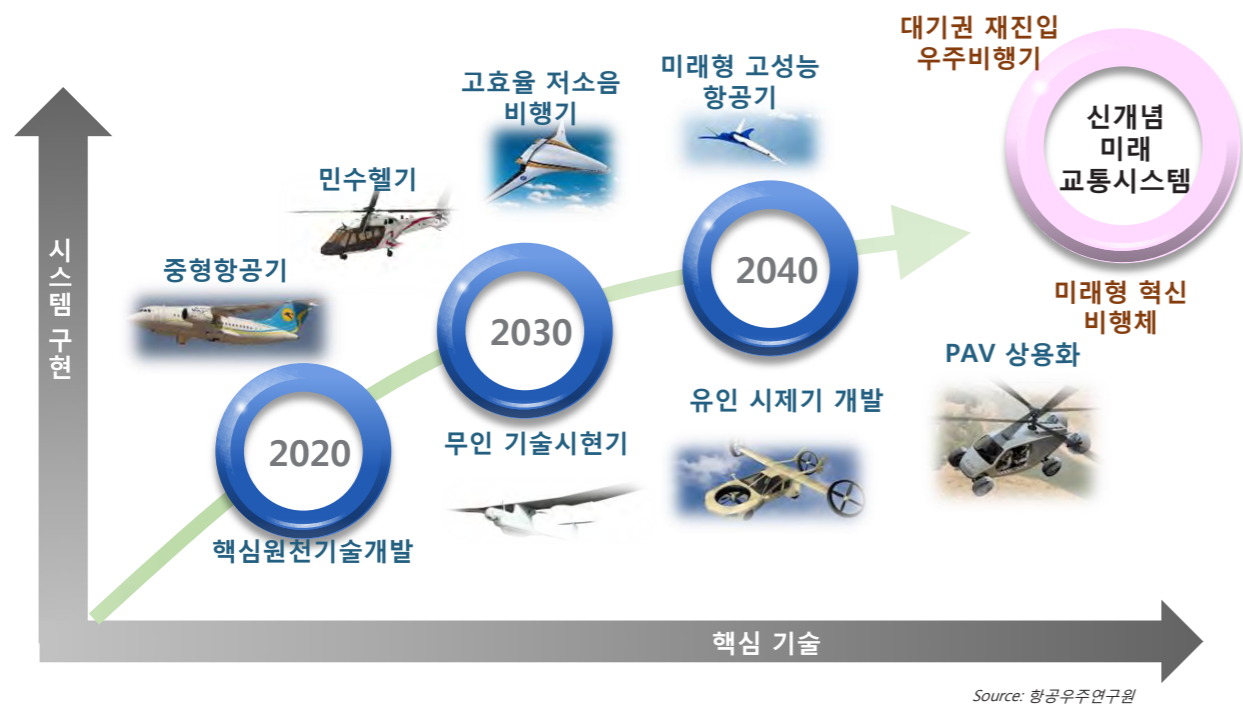 대기권 재진입
우주비행기
미래형 고성능
항공기
고효율 저소음
비행기
신개념
미래
교통시스템
민수헬기
중형항공기
시스템 구현
2040
2030
2020
미래형 혁신
비행체
PAV 상용화
유인 시제기 개발
무인 기술시현기
핵심원천기술개발
핵심 기술
Source: 항공우주연구원